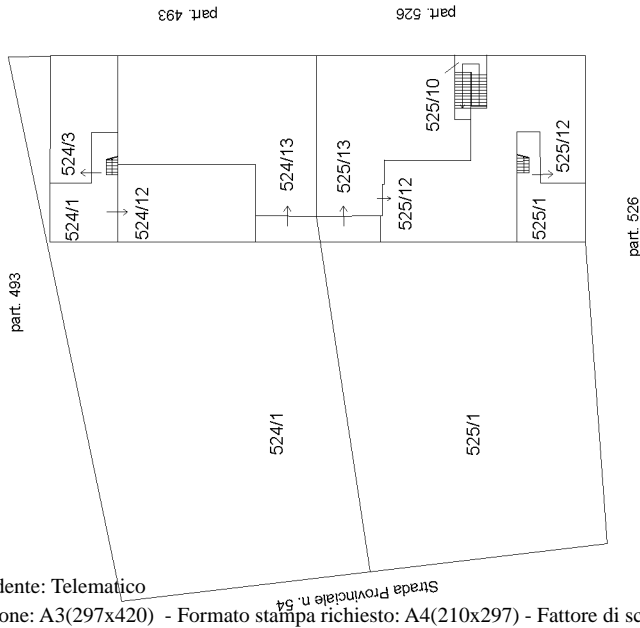 part. 493
part. 526
524/3
524/1
524/12
524/13
525/13
525/12
525/10
525/12
525/1
part. 493
part. 526
524/1
525/1
Strada Provinciale n. 54
dente: Telematico
one: A3(297x420) - Formato stampa richiesto: A4(210x297) - Fattore di sc